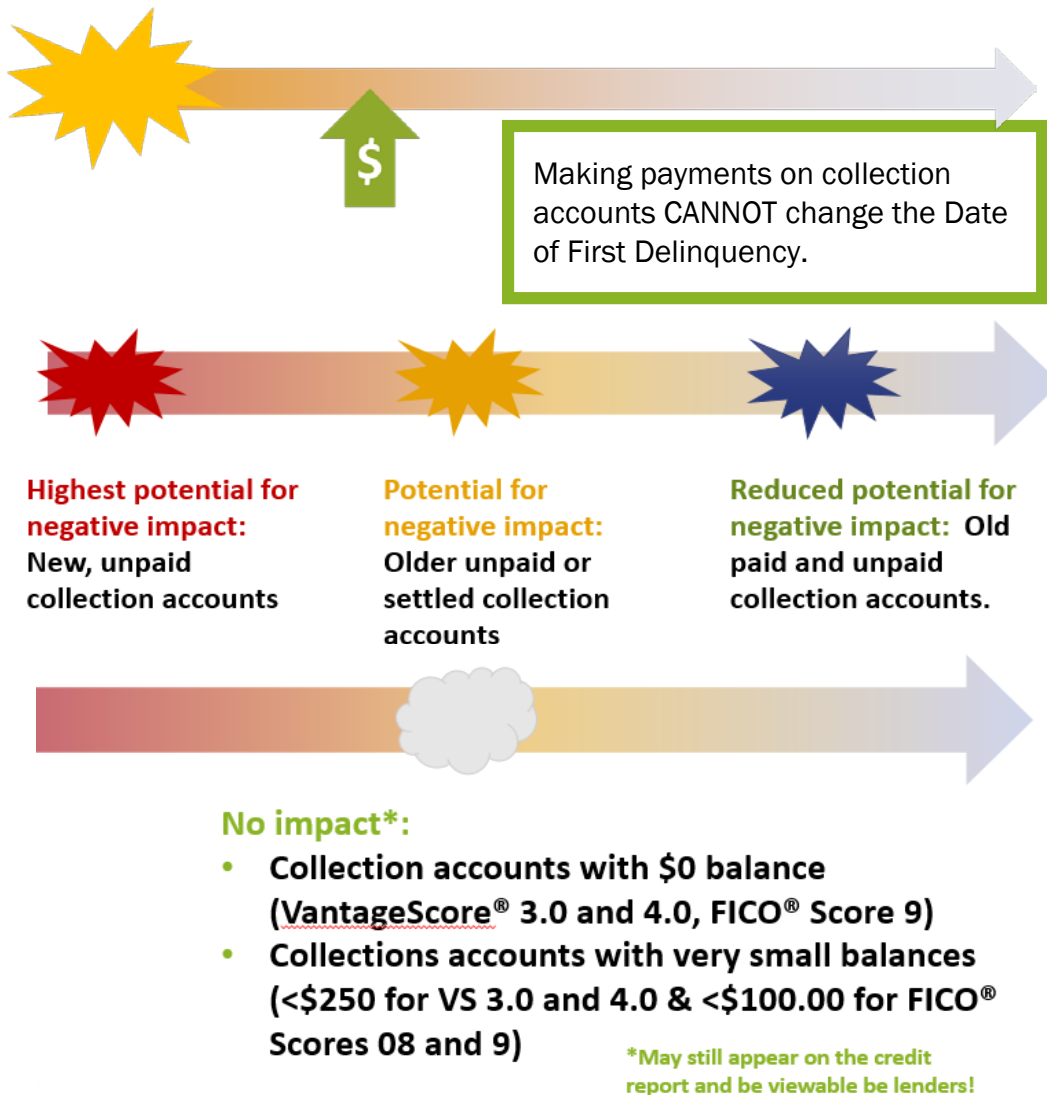 $
Making payments on collection
accounts CANNOT change the Date
of First Delinquency.
Highest potential for
negative impact:
New, unpaid
collection accounts
Potential for
negative impact:
Older unpaid or
settled collection
accounts
Reduced potential for
negative impact: Old
paid and unpaid
collection accounts.
No impact*:
• Collection accounts with $0 balance
(VantageScore® 3.0 and 4.0, FICO® Score 9)
• Collections accounts with very small balances
(<$250 for VS 3.0 and 4.0 & <$100.00 for FICO®
Scores 08 and 9)
*May still appear on the credit
report and be viewable be lenders!